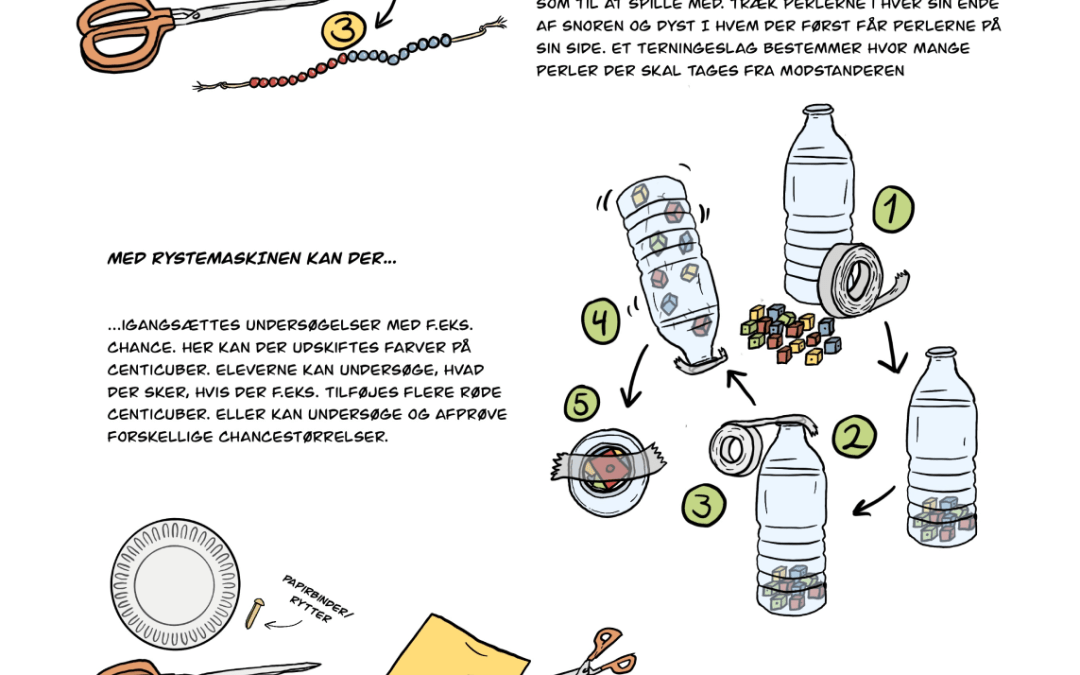 SOM TIL AT SPILLE MED. TRÆK PERLERNE I HVER SIN ENDE
AF SNOREN OG DYST I HVEM DER FØRST FÅR PERLERNE PÅ
SIN SIDE. ET TERNINGESLAG BESTEMMER HVOR MANGE
PERLER DER SKAL TAGES FRA MODSTANDEREN
3
1
MED RYSTEMASKINEN KAN DER...
...IGANGSÆTTES UNDERSØGELSER MED F.EKS.
CHANCE. HER KAN DER UDSKIFTES FARVER PÅ
CENTICUBER. ELEVERNE KAN UNDERSØGE, HVAD
DER SKER, HVIS DER F.EKS. TILFØJES FLERE RØDE
CENTICUBER. ELLER KAN UNDERSØGE OG AFPRØVE
FORSKELLIGE CHANCESTØRRELSER.
4
5
2
3
PAPIRBINDER/
RYTTER